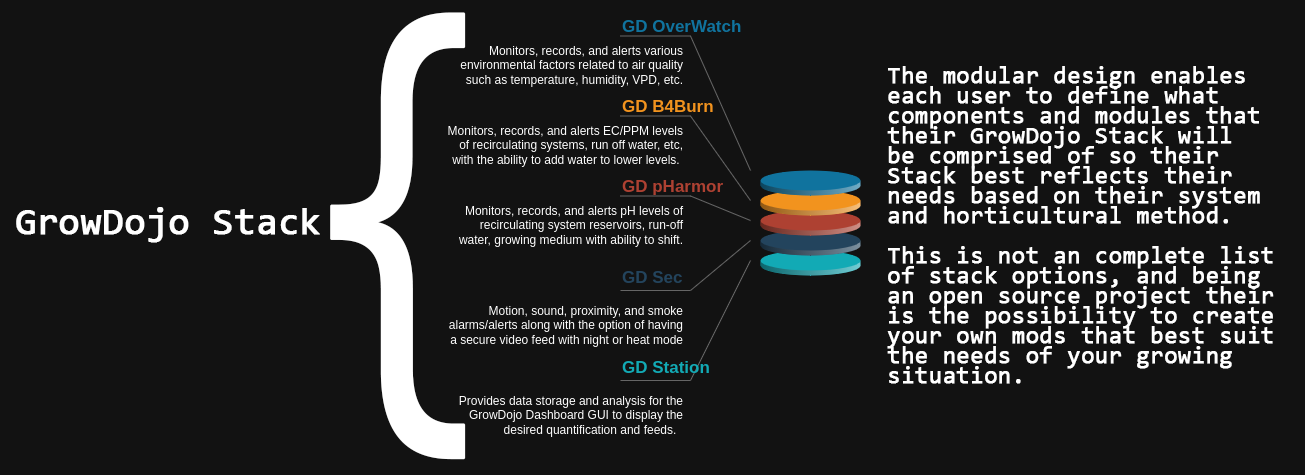 GrowDojo Stack
GD OverWatch
Monitors, records, and alerts various
environmental factors related to air quality
such as temperature, humidity, VPD, etc.
GD B4Burn
Monitors, records, and alerts EC/PPM levels
of recirculating systems, run off water, etc,
with the ability to add water to lower levels.
GD pHarmor
Monitors, records, and alerts pH levels of
recirculating system reservoirs, run-off
water, growing medium with ability to shift.
GD Sec
Motion, sound, proximity, and smoke
alarms/alerts along with the option of having
a secure video feed with night or heat mode
GD Station
Provides data storage and analysis for the
GrowDojo Dashboard GUI to display the
desired quantification and feeds.
The modular design enables
each user to define what
components and modules that
their GrowDojo Stack will
be comprised of so their
Stack best reflects their
needs based on their system
and horticultural method.
This is not an complete list
of stack options, and being
an open source project their
is the possibility to create
your own mods that best suit
the needs of your growing
situation.